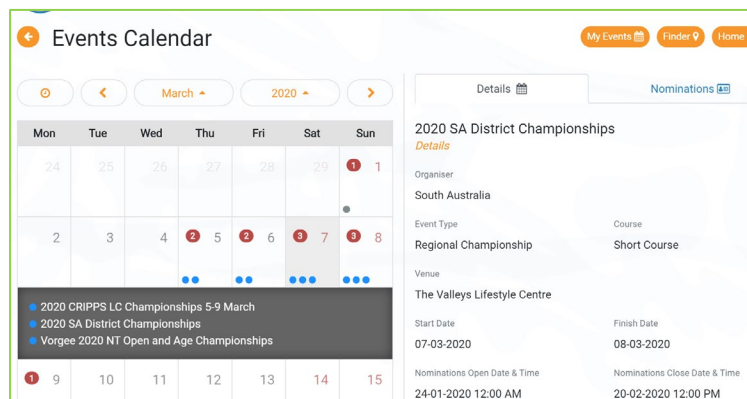 Events Calendar
My Events
Finder
Home
March
2020
Mon Tue Wed Thu Fri Sat Sun
24 25 26 27 28 29 1 1
2 3 4 2 5 2 6 3 7 3 8
2020 CRIPPS LC Championships 5-9 March
2020 SA District Championships
Vorgee 2020 NT Open and Age Championships
1 9 10 11 12 13 14 15
Details
Nominations
2020 SA District Championships
Details
Organiser
South Australia
Event Type Course
Regional Championship Short Course
Venue
The Valleys Lifestyle Centre
Start Date Finish Date
07-03-2020 08-03-2020
Nominations Open Date & Time Nominations Close Date & Time
24-01-2020 12:00 AM 20-02-2020 12:00 PM